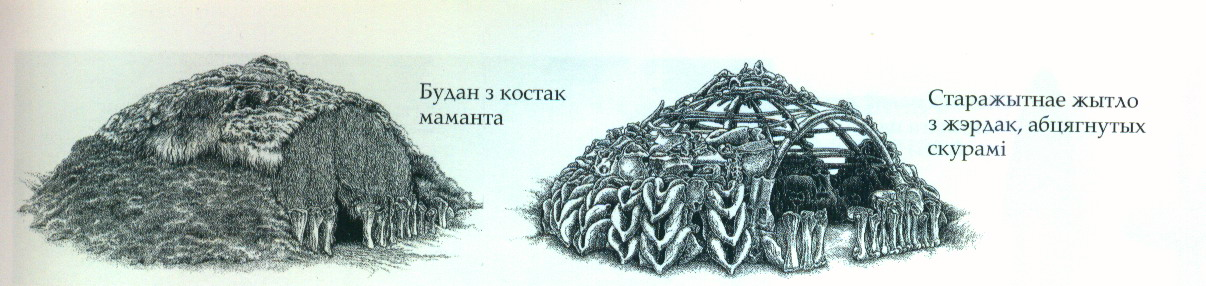 Будан з костак
маманта
Старажытнае жытло
з жэрдак, абцягнутых
скурамі